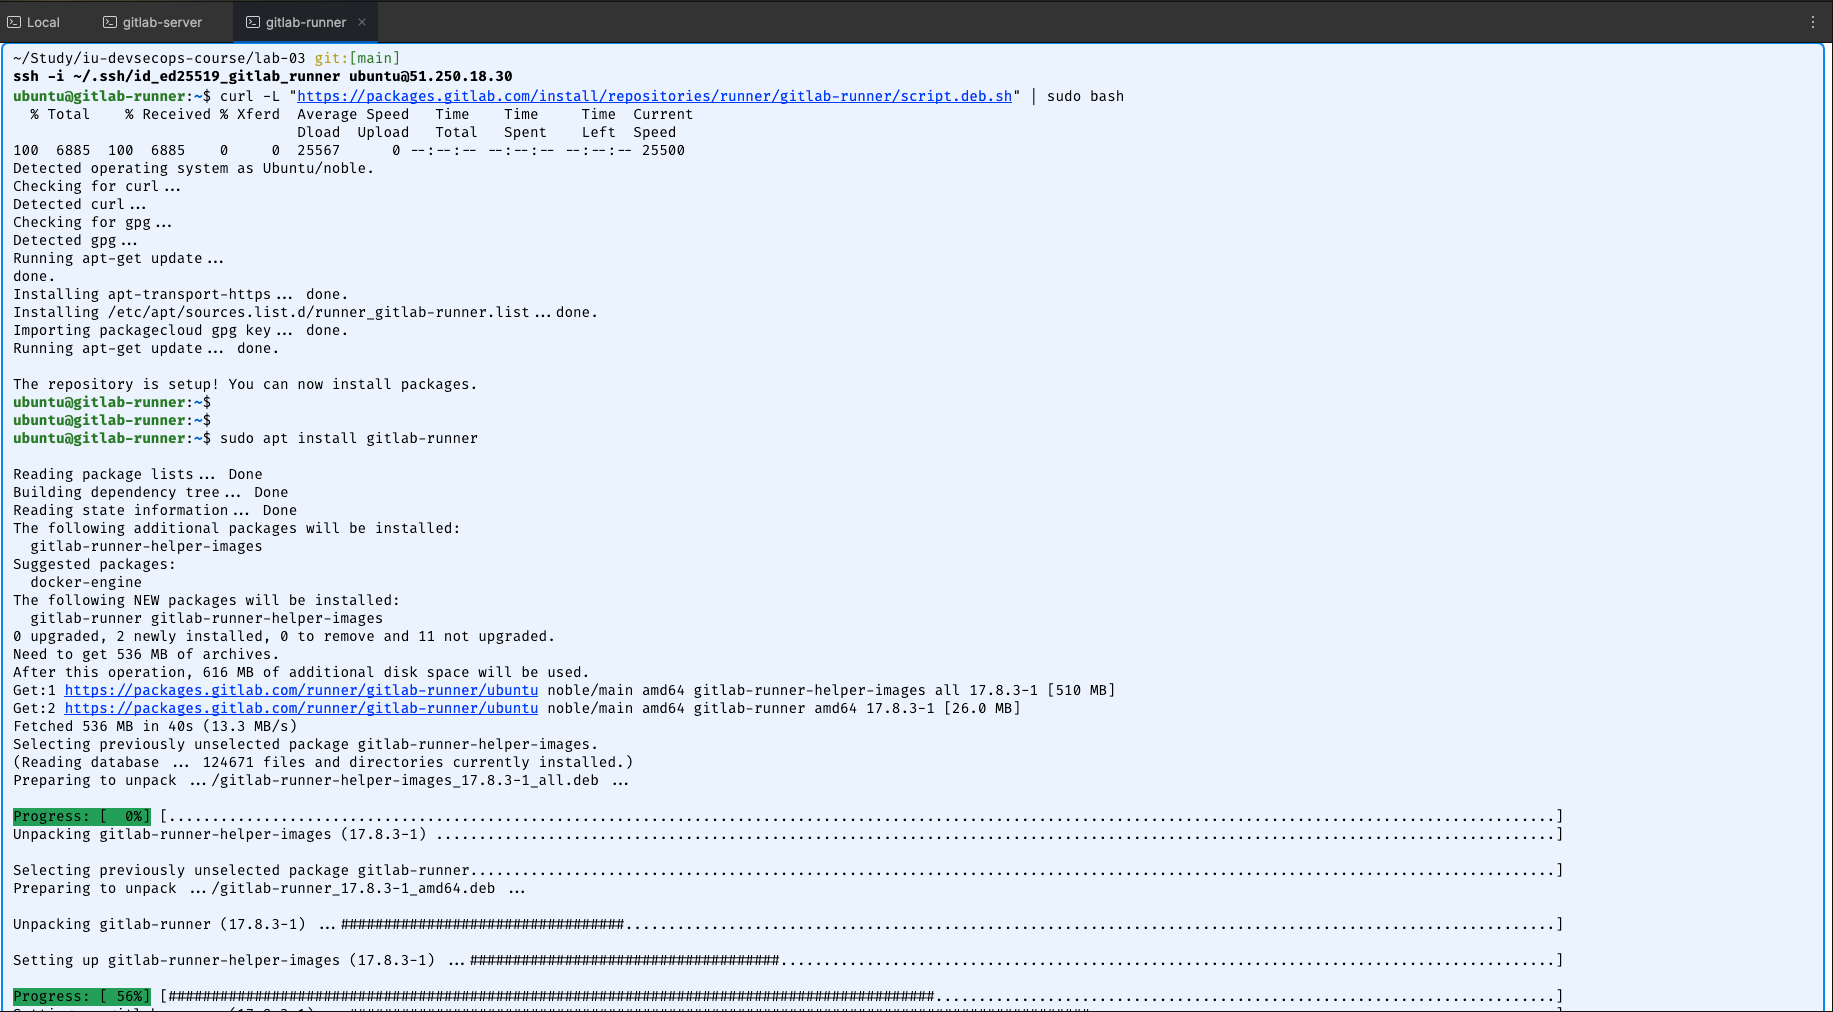 Local
gitlab-server
gitlab-runner ×
~/Study/iu-devsecops-course/lab-03 git:[main]
ssh -i ~/.ssh/id_ed25519_gitlab_runner ubuntu@51.250.18.30
ubuntu@gitlab-runner:~$ curl -L "https://packages.gitlab.com/install/repositories/runner/gitlab-runner/script.deb.sh" | sudo bash
  % Total    % Received % Xferd  Average Speed   Time    Time     Time  Current
                                 Dload  Upload   Total   Spent    Left  Speed
100  6885  100  6885    0     0  25567      0 --:--:-- --:--:-- --:--:-- 25500
Detected operating system as Ubuntu/noble.
Checking for curl...
Detected curl...
Checking for gpg...
Detected gpg...
Running apt-get update...
done.
Installing apt-transport-https... done.
Installing /etc/apt/sources.list.d/runner_gitlab-runner.list...done.
Importing packagecloud gpg key... done.
Running apt-get update... done.
The repository is setup! You can now install packages.
ubuntu@gitlab-runner:~$
ubuntu@gitlab-runner:~$
ubuntu@gitlab-runner:~$ sudo apt install gitlab-runner
Reading package lists... Done
Building dependency tree... Done
Reading state information... Done
The following additional packages will be installed:
  gitlab-runner-helper-images
Suggested packages:
  docker-engine
The following NEW packages will be installed:
  gitlab-runner gitlab-runner-helper-images
0 upgraded, 2 newly installed, 0 to remove and 11 not upgraded.
Need to get 536 MB of archives.
After this operation, 616 MB of additional disk space will be used.
Get:1 https://packages.gitlab.com/runner/gitlab-runner/ubuntu noble/main amd64 gitlab-runner-helper-images all 17.8.3-1 [510 MB]
Get:2 https://packages.gitlab.com/runner/gitlab-runner/ubuntu noble/main amd64 gitlab-runner amd64 17.8.3-1 [26.0 MB]
Fetched 536 MB in 40s (13.3 MB/s)
Selecting previously unselected package gitlab-runner-helper-images.
(Reading database ... 124671 files and directories currently installed.)
Preparing to unpack .../gitlab-runner-helper-images_17.8.3-1_all.deb ...
Progress: [  0%] [..........]
Unpacking gitlab-runner-helper-images (17.8.3-1) ..........]
Selecting previously unselected package gitlab-runner..........]
Preparing to unpack .../gitlab-runner_17.8.3-1_amd64.deb ...
Unpacking gitlab-runner (17.8.3-1) ...##########..........]
Setting up gitlab-runner-helper-images (17.8.3-1) ...##########..........]
Progress: [ 56%] [##########..........]